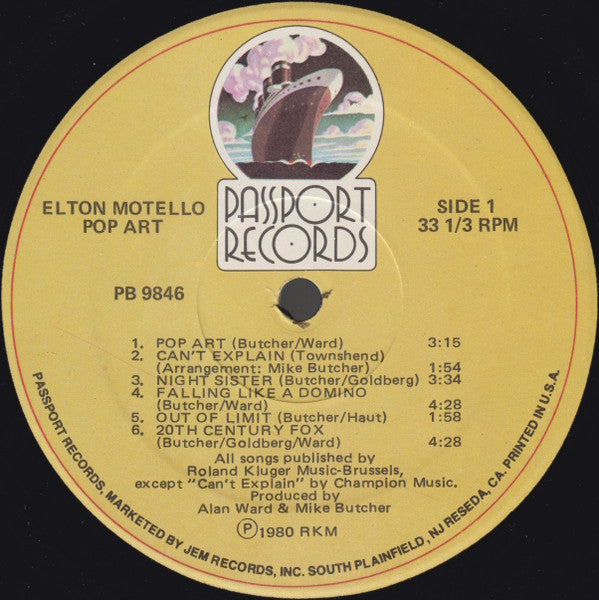 PASSPORT
RECORDS
ELTON MOTELLO
POP ART
SIDE 1
33 1/3 RPM
PB 9846
1. POP ART (Butcher/Ward) 3:15
2. CAN'T EXPLAIN (Townshend)
(Arrangement: Mike Butcher) 1:54
3. NIGHT SISTER (Butcher/Goldberg) 3:34
4. FALLING LIKE A DOMINO
(Butcher/Ward) 4:28
5. OUT OF LIMIT (Butcher/Haut) 1:58
6. 20TH CENTURY FOX
(Butcher/Goldberg/Ward) 4:28
All songs published by
Roland Kluger Music-Brussels,
except "Can't Explain" by Champion Music.
Produced by
Alan Ward & Mike Butcher
Ⓟ 1980 RKM
PASSPORT RECORDS, MARKETED BY JEM RECORDS, INC. SOUTH PLAINFIELD, NJ RESEDA, CA. PRINTED IN U.S.A.